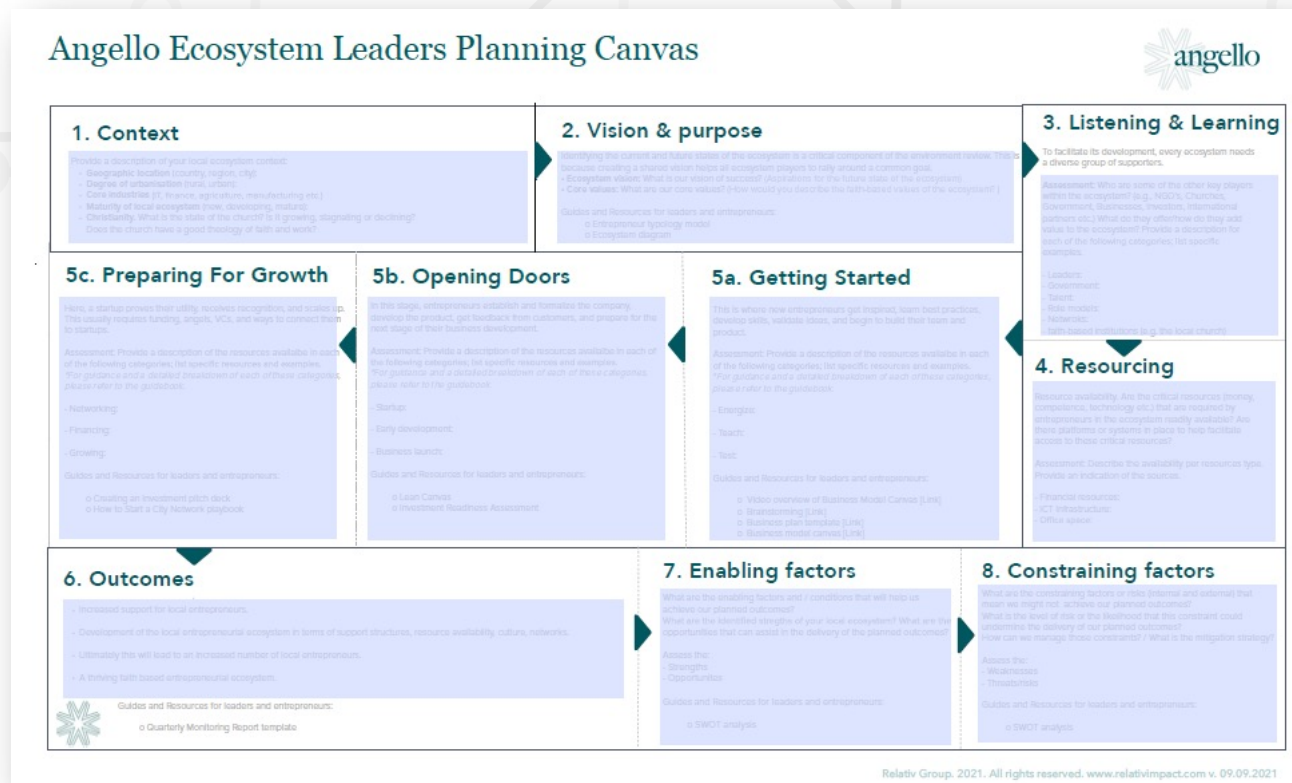 Angello Ecosystem Leaders Planning Canvas
angello
1. Context
Provide a description of your local ecosystem context:
- Geographic location (country, region, city)
- Degree of urbanisation (rural, urban)
- Core industries (IT, finance, agriculture, manufacturing etc.)
- Maturity of local ecosystem (new, developing, mature)
- Christianity. What is the state of the church? Is it growing, stagnating or declining?
Does the church have a good theology of faith and work?
2. Vision & purpose
Identifying the current and future states of the ecosystem is a critical component of the environment review. This is
because creating a shared vision helps all ecosystem players to rally around a common goal.
- Ecosystem vision: What is our vision of success? (Aspirations for the future state of the ecosystem)
- Core values: What are our core values? (How would you describe the faith-based values of the ecosystem? )
Guides and Resources for leaders and entrepreneurs:
o Entrepreneur typology model
o Ecosystem diagram
3. Listening & Learning
To facilitate its development, every ecosystem needs
a diverse group of supporters.
Assessment: Who are some of the other key players
within the ecosystem? (e.g., NGO's, Churches,
Government, Businesses, Investors, International
partners etc.) What do they offer/how do they add
value to the ecosystem? Provide a description for
each of the following categories; list specific
examples.
- Leaders:
- Government:
- Talent:
- Role models:
- Networks:
- faith-based institutions (e.g. the local church)
4. Resourcing
Resource availability. Are the critical resources (money,
competence, technology etc.) that are required by
entrepreneurs in the ecosystem readily available? Are
there platforms or systems in place to help facilitate
access to these critical resources?
Assessment: Describe the availability per resources type.
Provide an indication of the sources.
- Financial resources:
- ICT Infrastructure:
- Office space:
5a. Getting Started
This is where new entrepreneurs get inspired, learn best practices,
develop skills, validate ideas, and begin to build their team and
product.
Assessment: Provide a description of the resources availalbe in each
of the following categories; list specific resources and examples.
*For guidance and a detailed breakdown of each of these categories,
please refer to the guidebook
- Energize:
- Teach:
- Test:
Guides and Resources for leaders and entrepreneurs:
o Video overview of Business Model Canvas [Link]
o Brainstorming [Link]
o Business plan template [Link]
o Business modal canvas [Link]
5b. Opening Doors
In this stage, entrepreneurs establish and formalize the company,
develop the product, get feedback from customers, and prepare for the
next stage of their business development.
Assessment: Provide a description of the resources availalbe in each of
the following categories; list specific resources and examples.
*For guidance and a detailed breakdown of each of these categories
please refer to the guidebook
- Startup:
- Early development:
- Business launch:
Guides and Resources for leaders and entrepreneurs:
o Lean Canvas
o Investment Readiness Assessment
5c. Preparing For Growth
Here, a startup proves their utility, receives recognition, and scales up.
This usually requires funding, angels, VCs, and ways to connect them
to startups.
Assessment: Provide a description of the resources availalbe in each
of the following categories; list specific resources and examples.
*For guidance and a detailed breakdown of each of these categories,
please refer to the guidebook
- Networking:
- Financing:
- Growing:
Guides and Resources for leaders and entrepreneurs:
o Creating an Investment pitch deck
o How to Start a City Network playbook
6. Outcomes
- Increased support for local entrepreneurs.
- Development of the local entrepreneurial ecosystem in terms of support structures, resource availability, culture, networks.
- Ultimately this will lead to an increased number of local entrepreneurs.
- A thriving faith based entrepreneurial ecosystem.
Guides and Resources for leaders and entrepreneurs:
o Quarterly Monitoring Report template
7. Enabling factors
What are the enabling factors and / conditions that will help us
achieve our planned outcomes?
What are the identified strengths of your local ecosystem? What are the
opportunities that can assist in the delivery of the planned outcomes?
Assess the:
- Strengths
- Opportunities
Guides and Resources for leaders and entrepreneurs:
o SWOT analysis
8. Constraining factors
What are the constraining factors or risks (internal and external) that
mean we might not achieve our planned outcomes?
What is the level of risk or the likelihood that this constraint could
undermine the delivery of our planned outcomes?
How can we manage those constraints? / What is the mitigation strategy?
Assess the:
- Weaknesses
- Threats/risks
Guides and Resources for leaders and entrepreneurs:
o SWOT analysis
Relativ Group. 2021. All rights reserved. www.relativimpact.com v. 09.09.2021